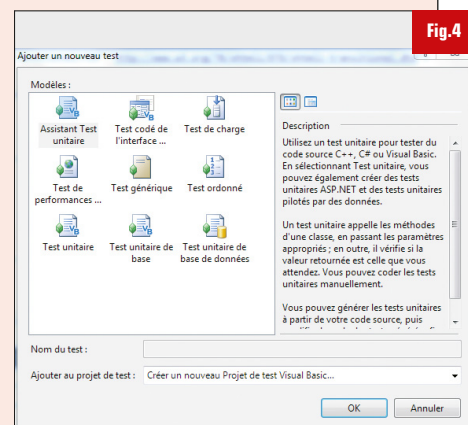 Fig.4
Ajouter un nouveau test
Modèles :
Assistant Test
unitaire
Test codé de
l'interface ...
Test de charge
Test de
performances ...
Test générique
Test ordonné
Test unitaire
Test unitaire de
base
Test unitaire de
base de données
Description
Utilisez un test unitaire pour tester du
code source C++, C# ou Visual Basic.
En sélectionnant Test unitaire, vous
pouvez également créer des tests
unitaires ASP.NET et des tests unitaires
pilotés par des données.
Un test unitaire appelle les méthodes
d'une classe, en passant les paramètres
appropriés ; en outre, il vérifie si la
valeur retournée est celle que vous
attendez. Vous pouvez coder les tests
unitaires manuellement.
Vous pouvez générer les tests unitaires
à partir de votre code source, puis
Nom du test :
Ajouter au projet de test :
Créer un nouveau Projet de test Visual Basic...
OK
Annuler